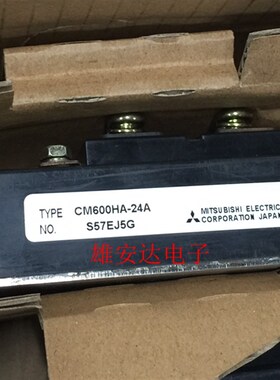 TYPE CM600HA-24A
NO. S57EJ5G
MITSUBISHI ELECTRIC
CORPORATION JAPAN
雄安达电子